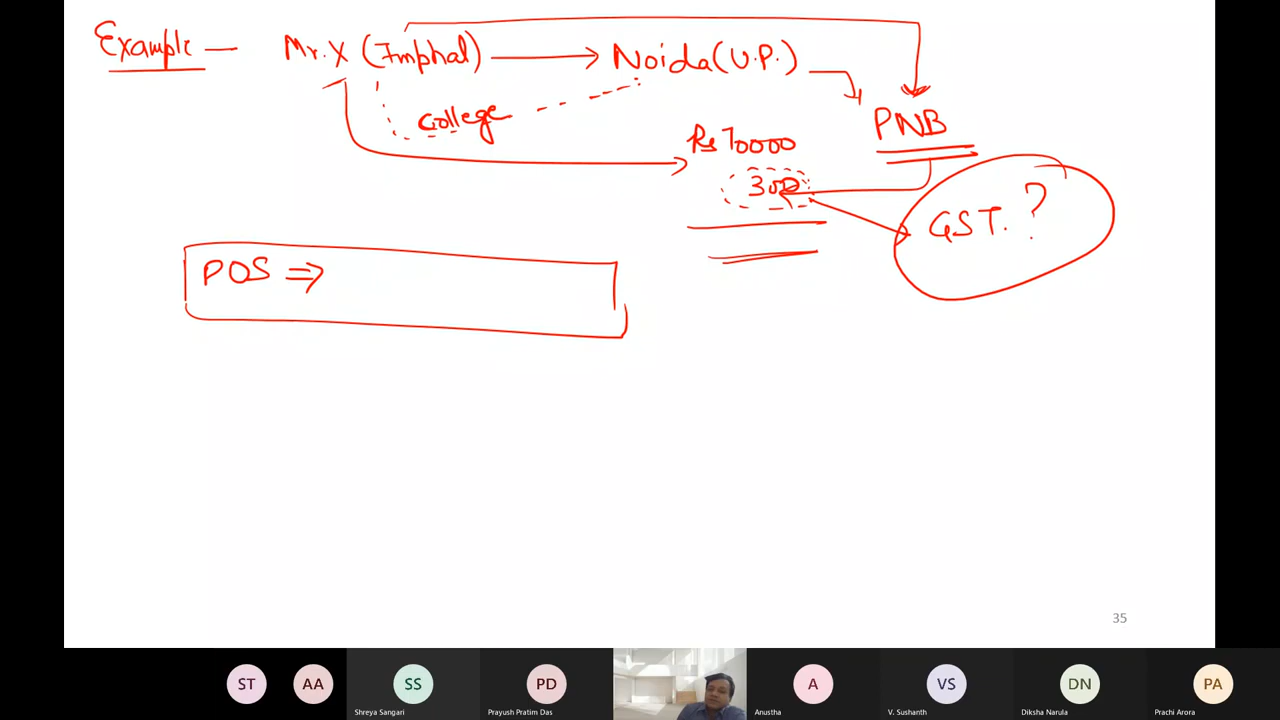 Example — Mr. X (Imphal) → Noida (U.P.)
College
PNB
Rs 70000
300
GST. ?
POS ⇒
35
ST AA SS PD A VS DN PA
Shreya Sangari Prayush Pratim Das Anustha V. Sushanth Diksha Narula Prachi Arora